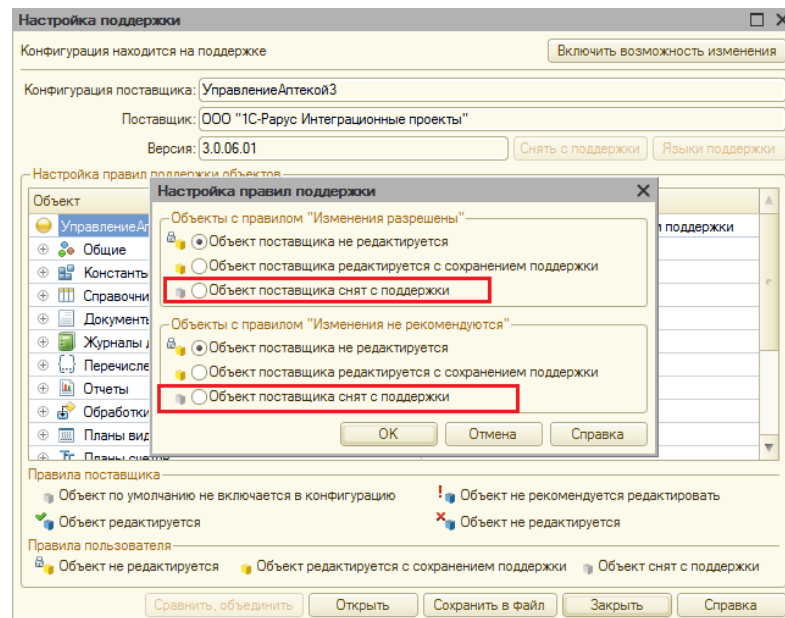 Настройка поддержки
Конфигурация находится на поддержке
Включить возможность изменения
Конфигурация поставщика: УправлениеАптекой3
Поставщик: ООО "1С-Рарус Интеграционные проекты"
Версия: 3.0.06.01
Снять с поддержки
Языки поддержки
Настройка правил поддержки объектов
Объект
УправлениеАп
поддержки
Общие
Константы
Справочни
Документы
Журналы д
Перечисле
Отчеты
Обработки
Планы вид
Планы счетов
Настройка правил поддержки
Объекты с правилом "Изменения разрешены"
Объект поставщика не редактируется
Объект поставщика редактируется с сохранением поддержки
Объект поставщика снят с поддержки
Объекты с правилом "Изменения не рекомендуются"
Объект поставщика не редактируется
Объект поставщика редактируется с сохранением поддержки
Объект поставщика снят с поддержки
OK
Отмена
Справка
Правила поставщика
Объект по умолчанию не включается в конфигурацию
Объект не рекомендуется редактировать
Объект редактируется
Объект не редактируется
Правила пользователя
Объект не редактируется
Объект редактируется с сохранением поддержки
Объект снят с поддержки
Сравнить, объединить
Открыть
Сохранить в файл
Закрыть
Справка